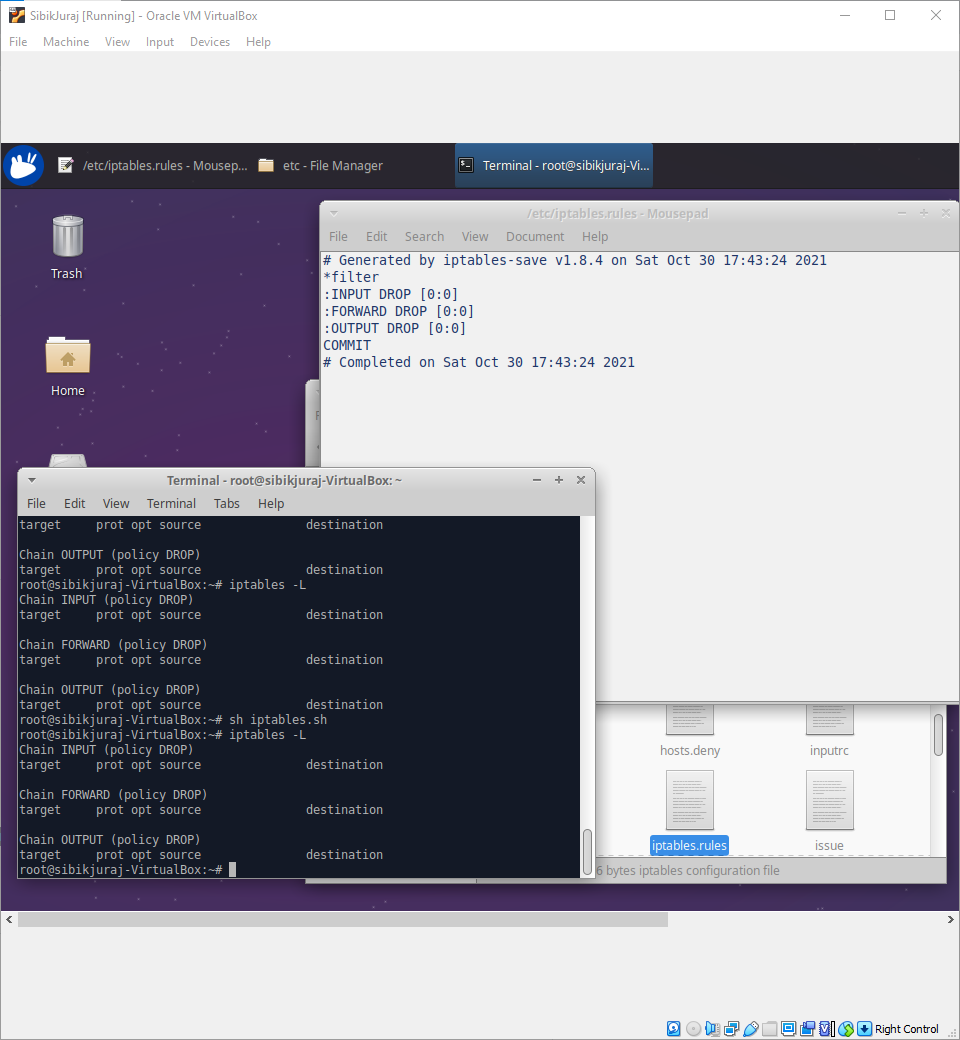 SibikJuraj [Running] - Oracle VM VirtualBox
File Machine View Input Devices Help
/etc/iptables.rules - Mousep...
etc - File Manager
Terminal - root@sibikjuraj-Vi...
Trash
Home
/etc/iptables.rules - Mousepad
File Edit Search View Document Help
# Generated by iptables-save v1.8.4 on Sat Oct 30 17:43:24 2021
*filter
:INPUT DROP [0:0]
:FORWARD DROP [0:0]
:OUTPUT DROP [0:0]
COMMIT
# Completed on Sat Oct 30 17:43:24 2021
Terminal - root@sibikjuraj-VirtualBox: ~
File Edit View Terminal Tabs Help
target prot opt source destination
Chain OUTPUT (policy DROP)
target prot opt source destination
root@sibikjuraj-VirtualBox:~# iptables -L
Chain INPUT (policy DROP)
target prot opt source destination
Chain FORWARD (policy DROP)
target prot opt source destination
Chain OUTPUT (policy DROP)
target prot opt source destination
root@sibikjuraj-VirtualBox:~# sh iptables.sh
root@sibikjuraj-VirtualBox:~# iptables -L
Chain INPUT (policy DROP)
target prot opt source destination
Chain FORWARD (policy DROP)
target prot opt source destination
Chain OUTPUT (policy DROP)
target prot opt source destination
root@sibikjuraj-VirtualBox:~#
hosts.deny
inputrc
iptables.rules
issue
6 bytes iptables configuration file
Right Control